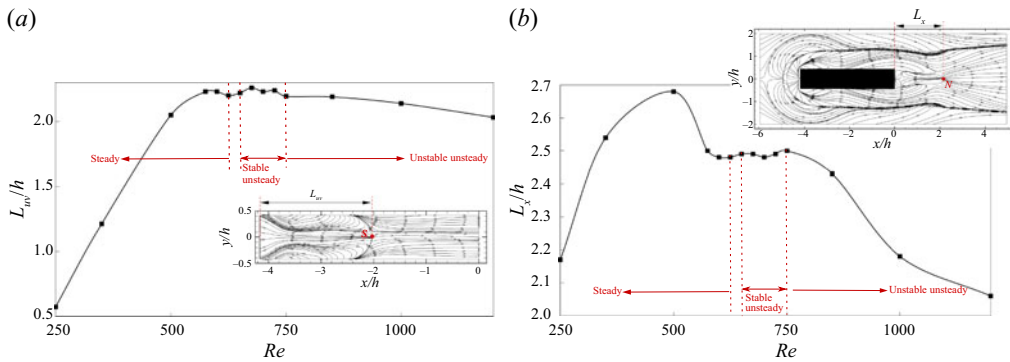 (a)
2.0
2.2
1.2
1.0
0.5
L_uv/h
250
500
750
1000
Re
Steady
Stable
unsteady
Unstable unsteady
L_uv
0.5
0
−0.5
y/h
S
−4
−3
−2
−1
0
x/h
(b)
2.7
2.6
2.5
2.4
2.3
2.2
2.1
2.0
L_x/h
250
500
750
1000
Re
Steady
Stable
unsteady
Unstable unsteady
L_x
2
1
0
−1
−2
y/h
N
−6
−4
−2
0
2
4
x/h